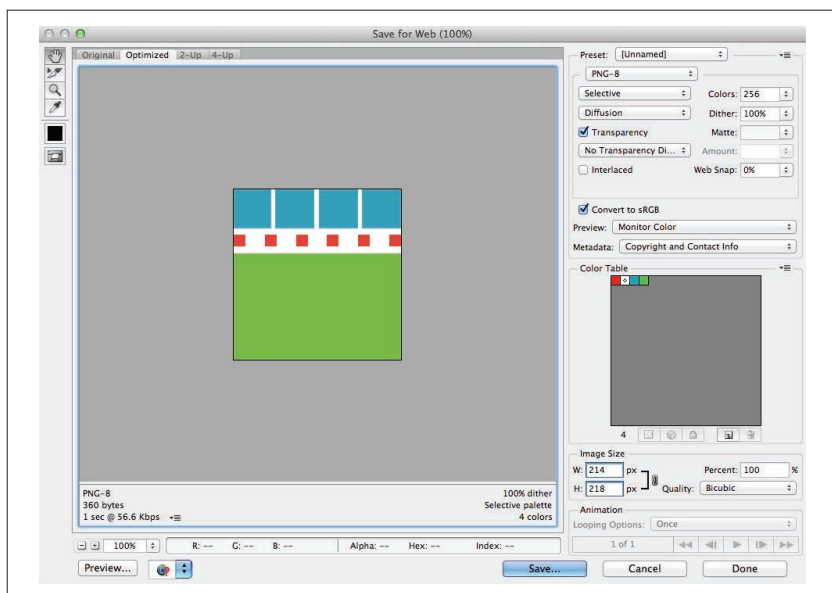 Save for Web (100%)
Original Optimized 2-Up 4-Up
Preset: [Unnamed]
PNG-8
Selective Colors: 256
Diffusion Dither: 100%
Transparency Matte:
No Transparency Di... Amount:
Interlaced Web Snap: 0%
Convert to sRGB
Preview: Monitor Color
Metadata: Copyright and Contact Info
Color Table
4
Image Size
W: 214 px Percent: 100 %
H: 218 px Quality: Bicubic
Animation
Looping Options: Once
1 of 1
PNG-8 100% dither
360 bytes Selective palette
1 sec @ 56.6 Kbps 4 colors
100% R: -- G: -- B: -- Alpha: -- Hex: -- Index: --
Preview... Save... Cancel Done